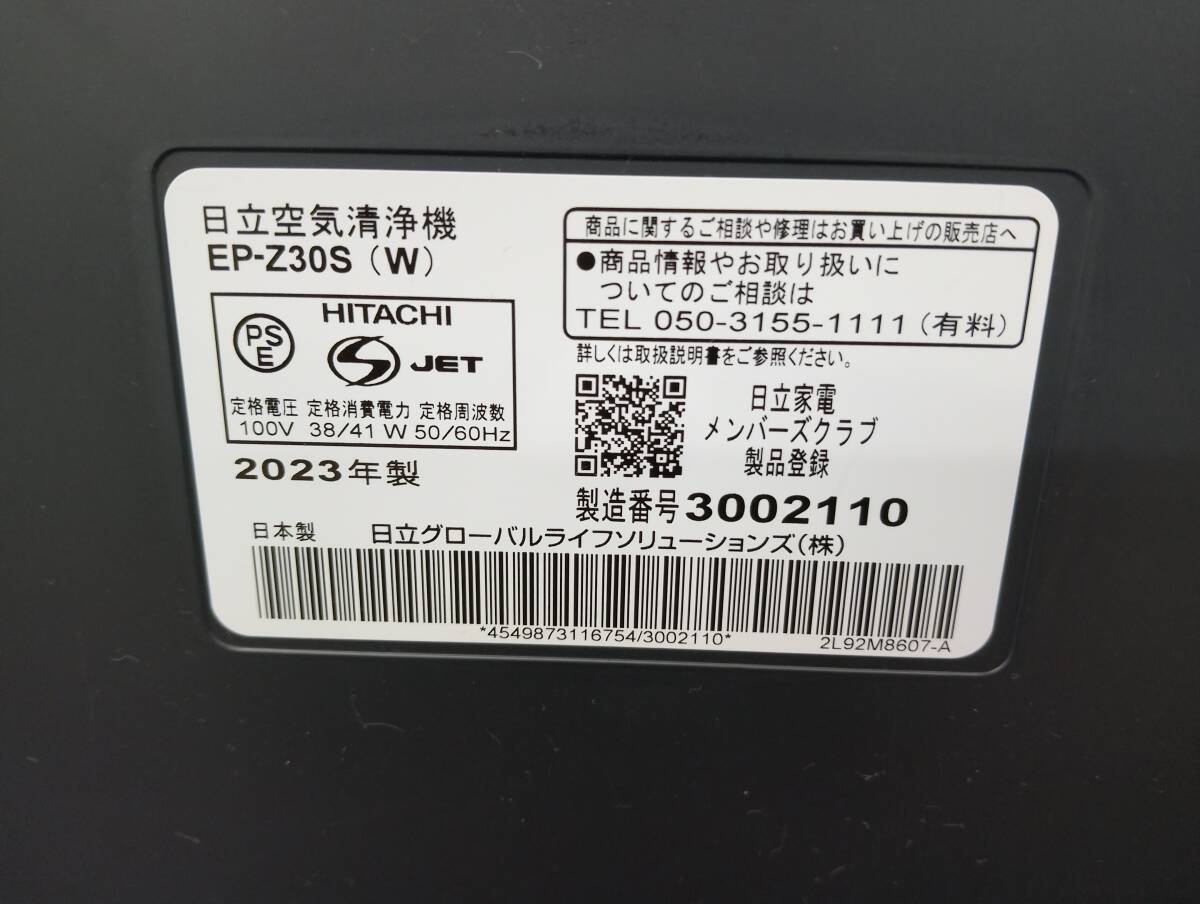 日立空気清浄機
EP-Z30S（W）
PS
E
HITACHI
S JET
定格電圧 定格消費電力 定格周波数
100V 38/41 W 50/60Hz
2023年製
商品に関するご相談や修理はお買い上げの販売店へ
●商品情報やお取り扱いに
ついてのご相談は
TEL 050-3155-1111（有料）
詳しくは取扱説明書をご参照ください。
日立家電
メンバーズクラブ
製品登録
製造番号 3002110
日本製 日立グローバルライフソリューションズ(株)
*4549873116754/3002110*
2L92M8607-A